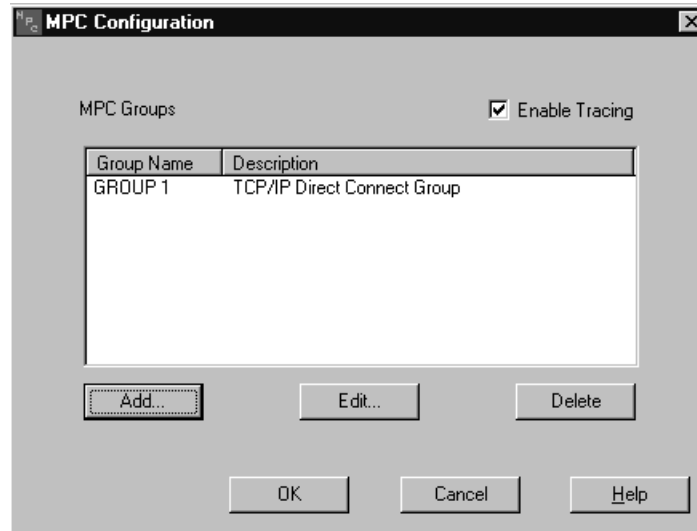 MPC MPC Configuration
MPC Groups
Enable Tracing
Group Name Description
GROUP 1 TCP/IP Direct Connect Group
Add... Edit... Delete
OK Cancel Help